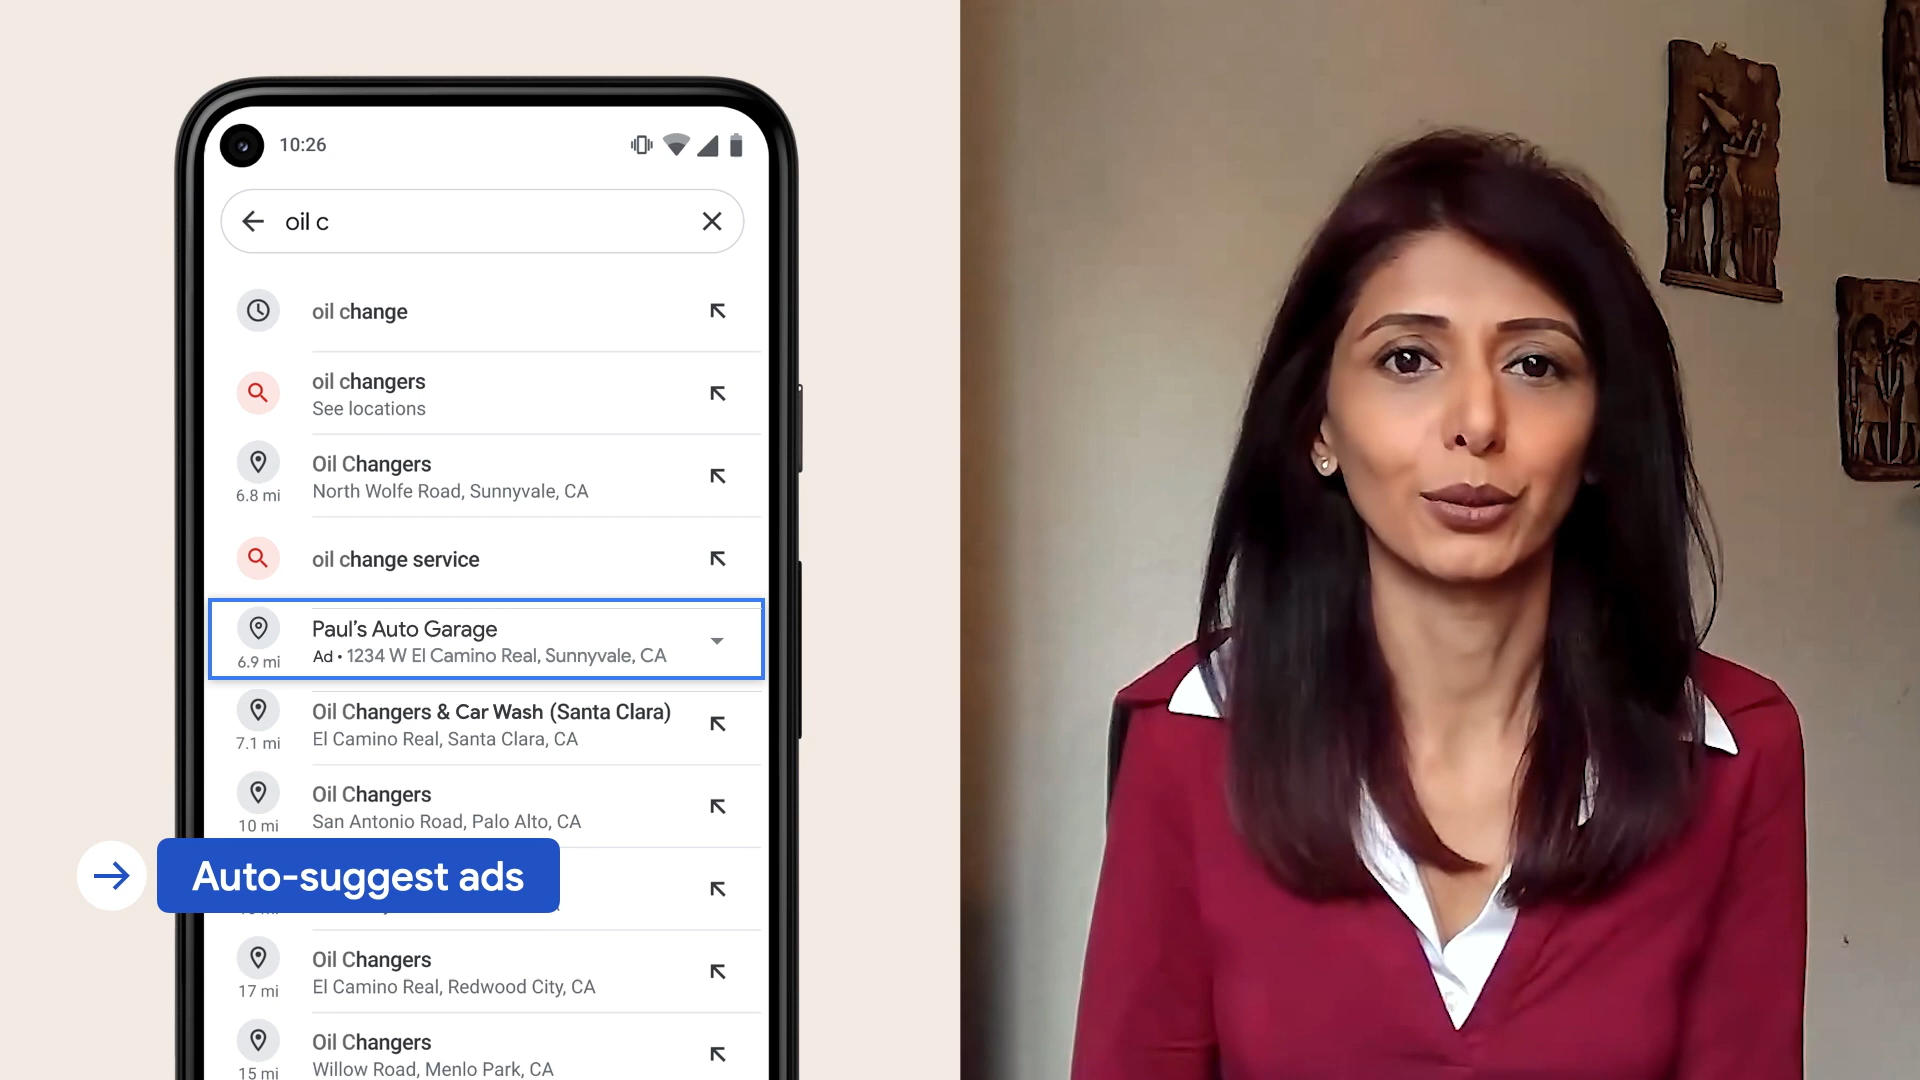 10:26
oil c
oil change
oil changers
See locations
Oil Changers
6.8 mi
North Wolfe Road, Sunnyvale, CA
oil change service
Paul's Auto Garage
6.9 mi
Ad • 1234 W El Camino Real, Sunnyvale, CA
Oil Changers & Car Wash (Santa Clara)
7.1 mi
El Camino Real, Santa Clara, CA
Oil Changers
10 mi
San Antonio Road, Palo Alto, CA
Auto-suggest ads
Oil Changers
17 mi
El Camino Real, Redwood City, CA
Oil Changers
15 mi
Willow Road, Menlo Park, CA